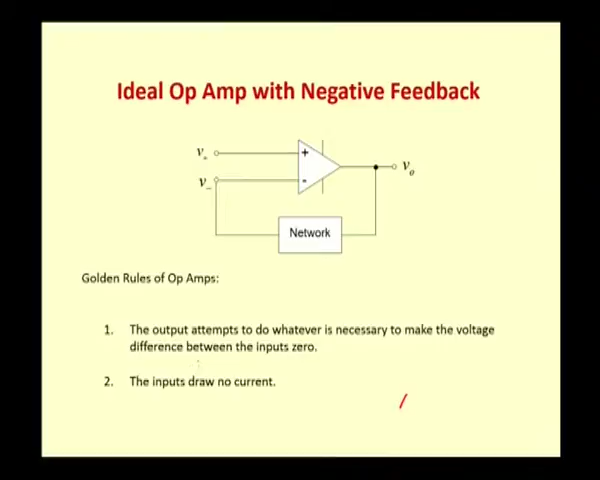 Ideal Op Amp with Negative Feedback
+
v₋
-
vₒ
Network
Golden Rules of Op Amps:
1. The output attempts to do whatever is necessary to make the voltage
difference between the inputs zero.
2. The inputs draw no current.